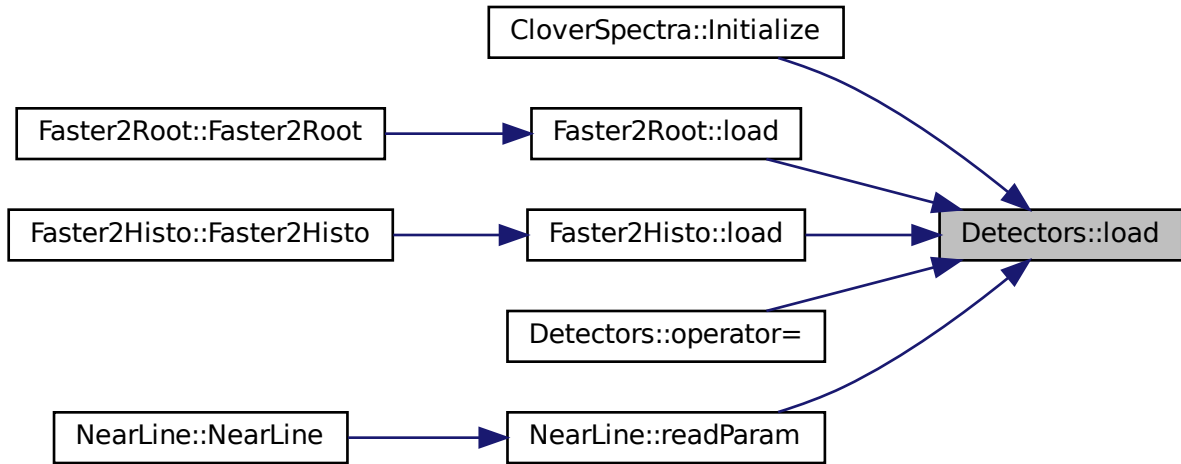 CloverSpectra::Initialize
Faster2Root::Faster2Root
Faster2Root::load
Faster2Histo::Faster2Histo
Faster2Histo::load
Detectors::load
Detectors::operator=
NearLine::NearLine
NearLine::readParam